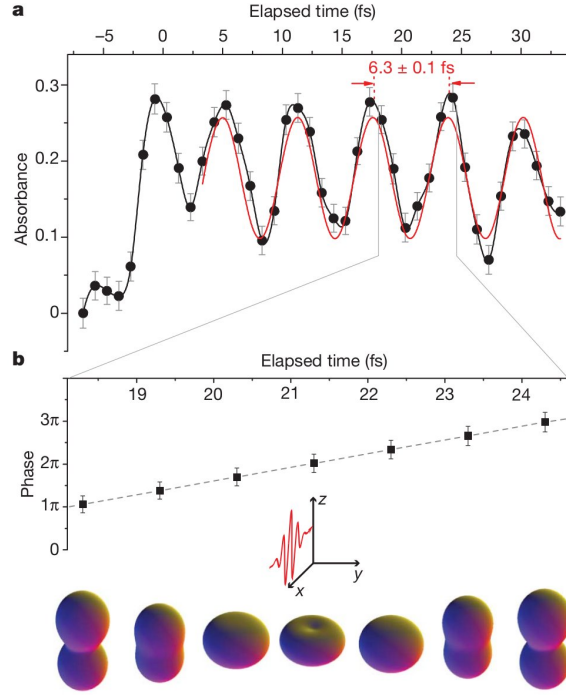 a
Elapsed time (fs)
−5 0 5 10 15 20 25 30
6.3 ± 0.1 fs
0.3
0.2
0.1
0
Absorbance
b
Elapsed time (fs)
19 20 21 22 23 24
3π
2π
1π
0
Phase
z
y
x